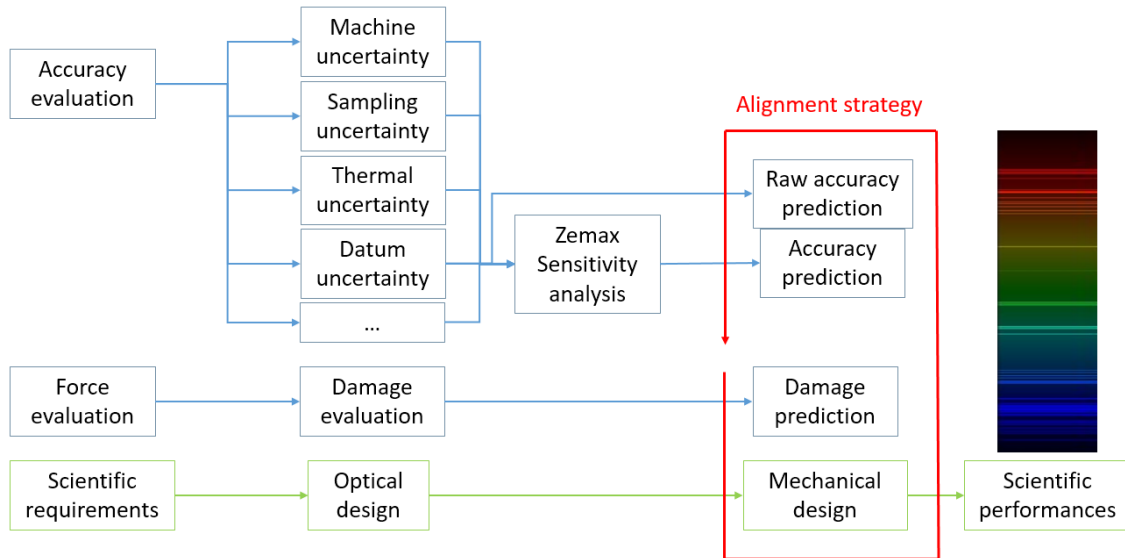 Accuracy
evaluation
Machine
uncertainty
Sampling
uncertainty
Thermal
uncertainty
Datum
uncertainty
...
Zemax
Sensitivity
analysis
Alignment strategy
Raw accuracy
prediction
Accuracy
prediction
Force
evaluation
Damage
evaluation
Damage
prediction
Scientific
requirements
Optical
design
Mechanical
design
Scientific
performances